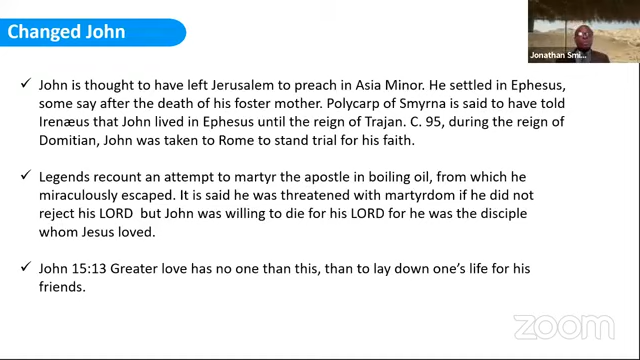 Changed John
Jonathan Smi...
✓ John is thought to have left Jerusalem to preach in Asia Minor. He settled in Ephesus,
some say after the death of his foster mother. Polycarp of Smyrna is said to have told
Irenæus that John lived in Ephesus until the reign of Trajan. C. 95, during the reign of
Domitian, John was taken to Rome to stand trial for his faith.
✓ Legends recount an attempt to martyr the apostle in boiling oil, from which he
miraculously escaped. It is said he was threatened with martyrdom if he did not
reject his LORD but John was willing to die for his LORD for he was the disciple
whom Jesus loved.
✓ John 15:13 Greater love has no one than this, than to lay down one's life for his
friends.
zoom